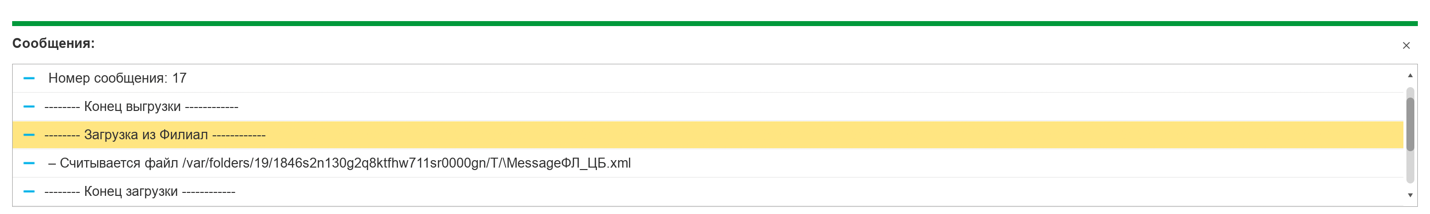 Сообщения:
Номер сообщения: 17
-------- Конец выгрузки ------------
-------- Загрузка из Филиал ------------
– Считывается файл /var/folders/19/1846s2n130g2q8ktfhw711sr0000gn/T/\MessageФЛ_ЦБ.xml
-------- Конец загрузки ------------